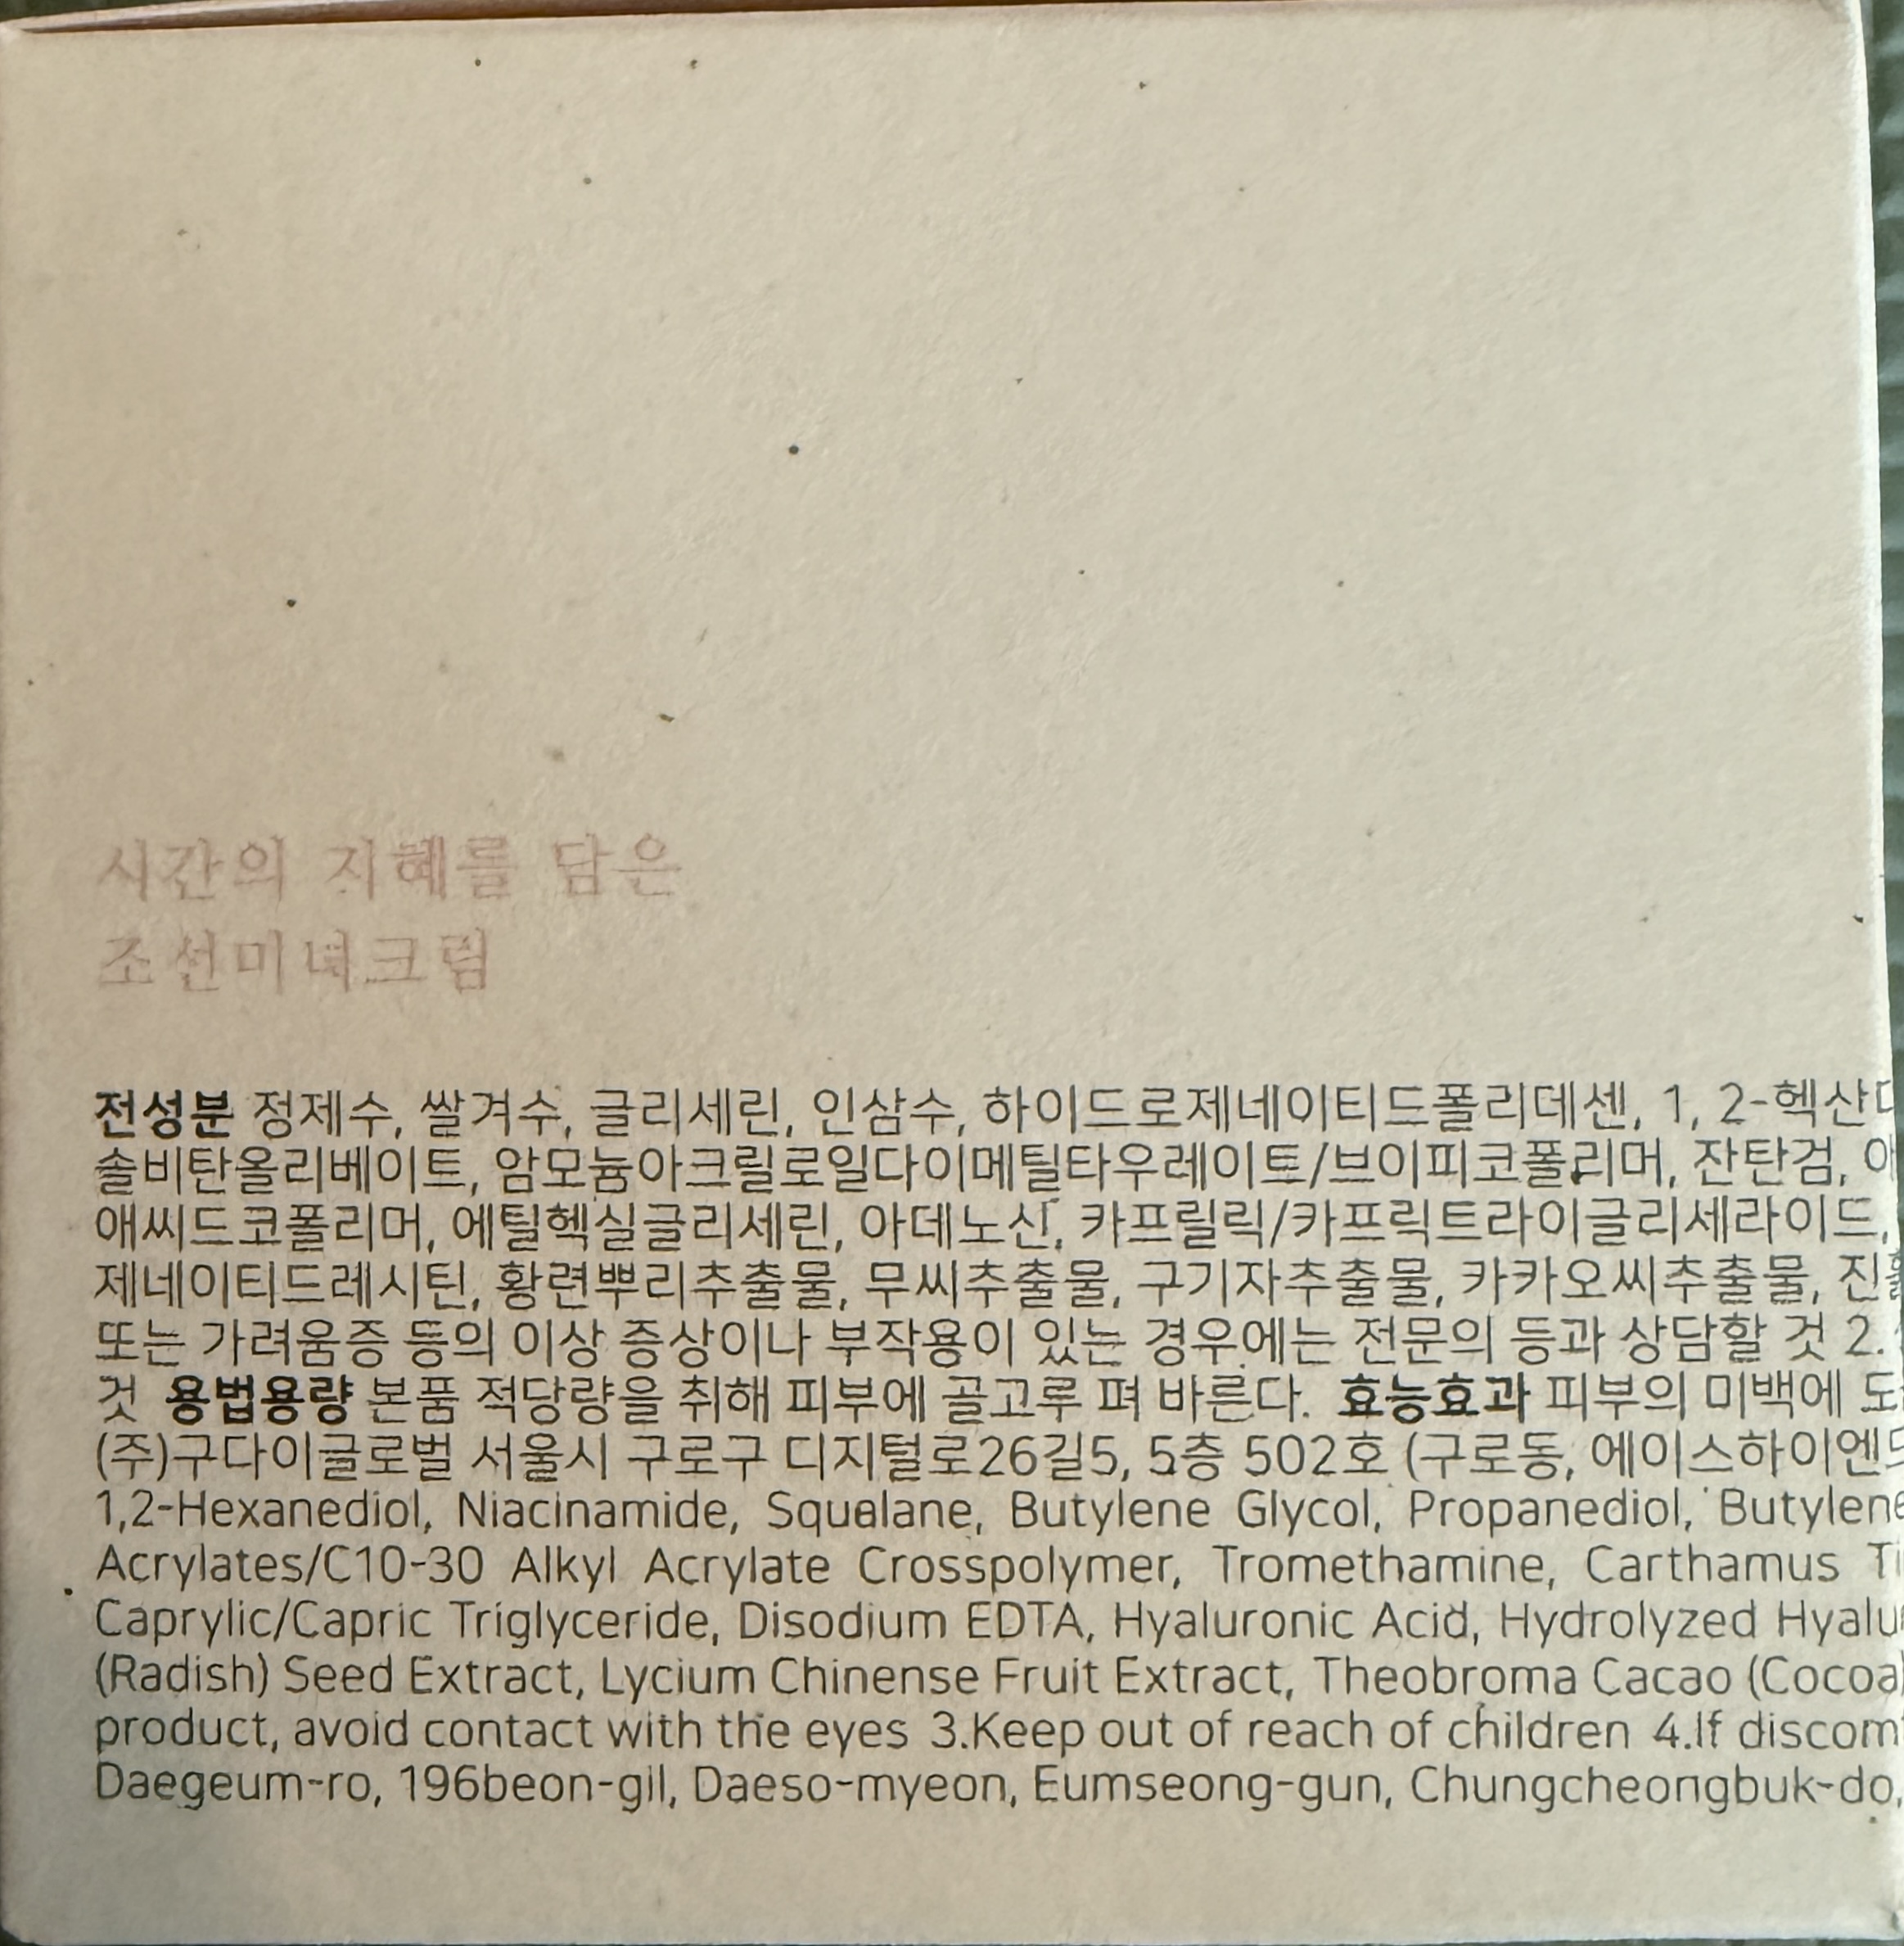 시간의 지혜를 담은
조선미녀크림
전성분 정제수, 쌀겨수, 글리세린, 인삼수, 하이드로제네이티드폴리데센, 1, 2-헥산
솔비탄올리베이트, 암모늄아크릴로일다이메틸타우레이트/브이피코폴리머, 잔탄검,
애씨드코폴리머, 에틸헥실글리세린, 아데노신, 카프릴릭/카프릭트라이글리세라이드,
제네이티드레시틴, 황련뿌리추출물, 무씨추출물, 구기자추출물, 카카오씨추출물, 진
또는 가려움증 등의 이상 증상이나 부작용이 있는 경우에는 전문의 등과 상담할 것 2.
것 용법용량 본품 적당량을 취해 피부에 골고루 펴 바른다. 효능효과 피부의 미백에 도
(주)구다이글로벌 서울시 구로구 디지털로26길5, 5층 502호 (구로동, 에이스하이엔
1,2-Hexanediol, Niacinamide, Squalane, Butylene Glycol, Propanediol, Butylene
Acrylates/C10-30 Alkyl Acrylate Crosspolymer, Tromethamine, Carthamus Ti
Caprylic/Capric Triglyceride, Disodium EDTA, Hyaluronic Acid, Hydrolyzed Hyalu
(Radish) Seed Extract, Lycium Chinense Fruit Extract, Theobroma Cacao (Cocoa)
product, avoid contact with the eyes 3.Keep out of reach of children 4.If discom
Daegeum-ro, 196beon-gil, Daeso-myeon, Eumseong-gun, Chungcheongbuk-do,